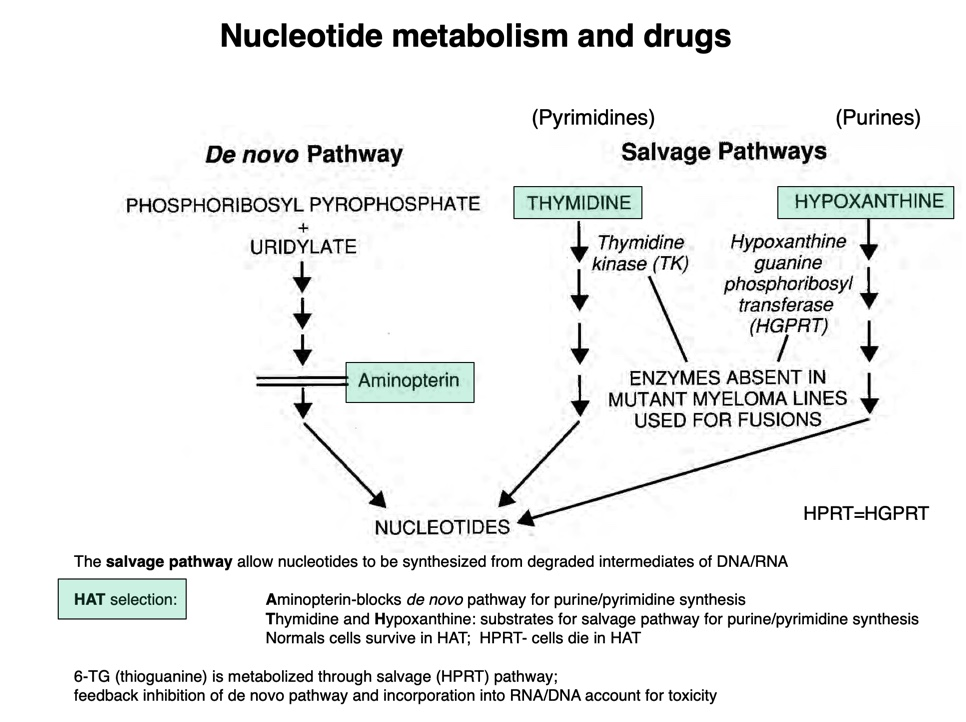 Nucleotide metabolism and drugs
(Pyrimidines)
(Purines)
De novo Pathway
Salvage Pathways
PHOSPHORIBOSYL PYROPHOSPHATE
+
URIDYLATE
THYMIDINE
HYPOXANTHINE
Thymidine
kinase (TK)
Hypoxanthine
guanine
phosphoribosyl
transferase
(HGPRT)
Aminopterin
ENZYMES ABSENT IN
MUTANT MYELOMA LINES
USED FOR FUSIONS
NUCLEOTIDES
HPRT=HGPRT
The salvage pathway allow nucleotides to be synthesized from degraded intermediates of DNA/RNA
HAT selection:
Aminopterin-blocks de novo pathway for purine/pyrimidine synthesis
Thymidine and Hypoxanthine: substrates for salvage pathway for purine/pyrimidine synthesis
Normals cells survive in HAT; HPRT- cells die in HAT
6-TG (thioguanine) is metabolized through salvage (HPRT) pathway;
feedback inhibition of de novo pathway and incorporation into RNA/DNA account for toxicity